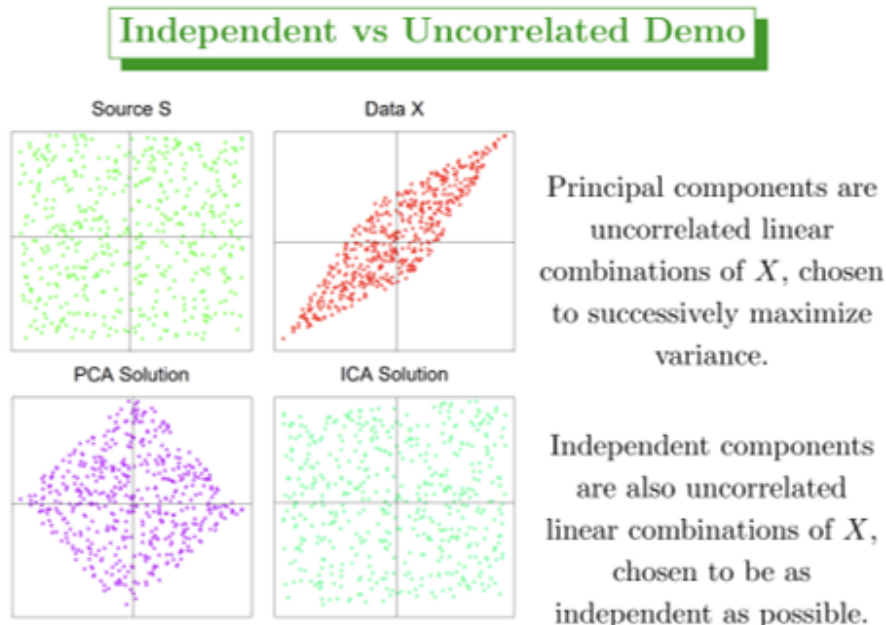 Independent vs Uncorrelated Demo
Source S
Data X
Principal components are
uncorrelated linear
combinations of X, chosen
to successively maximize
variance.
PCA Solution
ICA Solution
Independent components
are also uncorrelated
linear combinations of X,
chosen to be as
independent as possible.